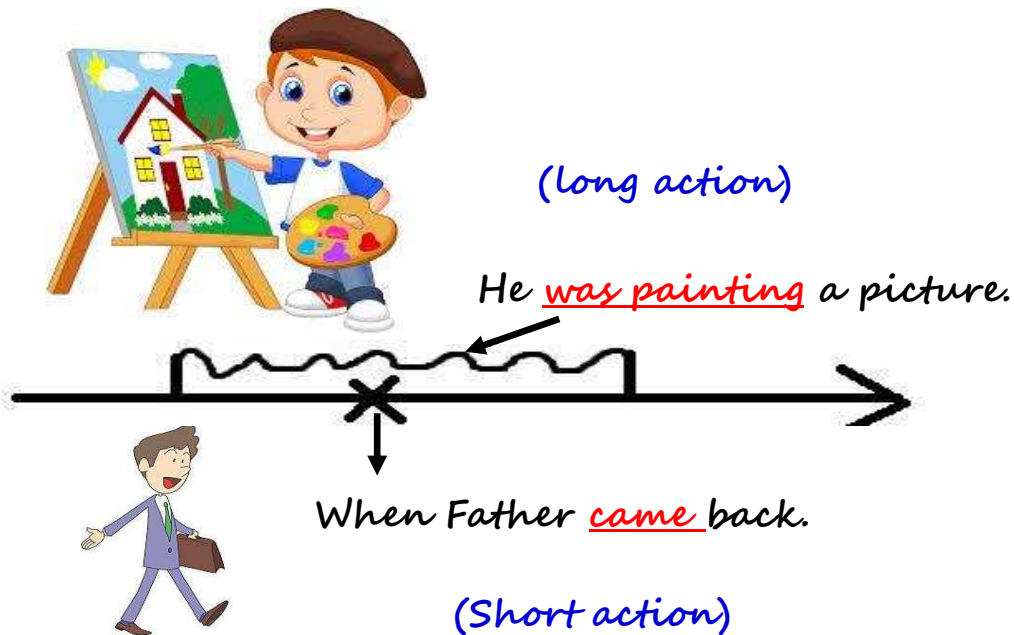 (long action)
He was painting a picture.
When Father came back.
(Short action)